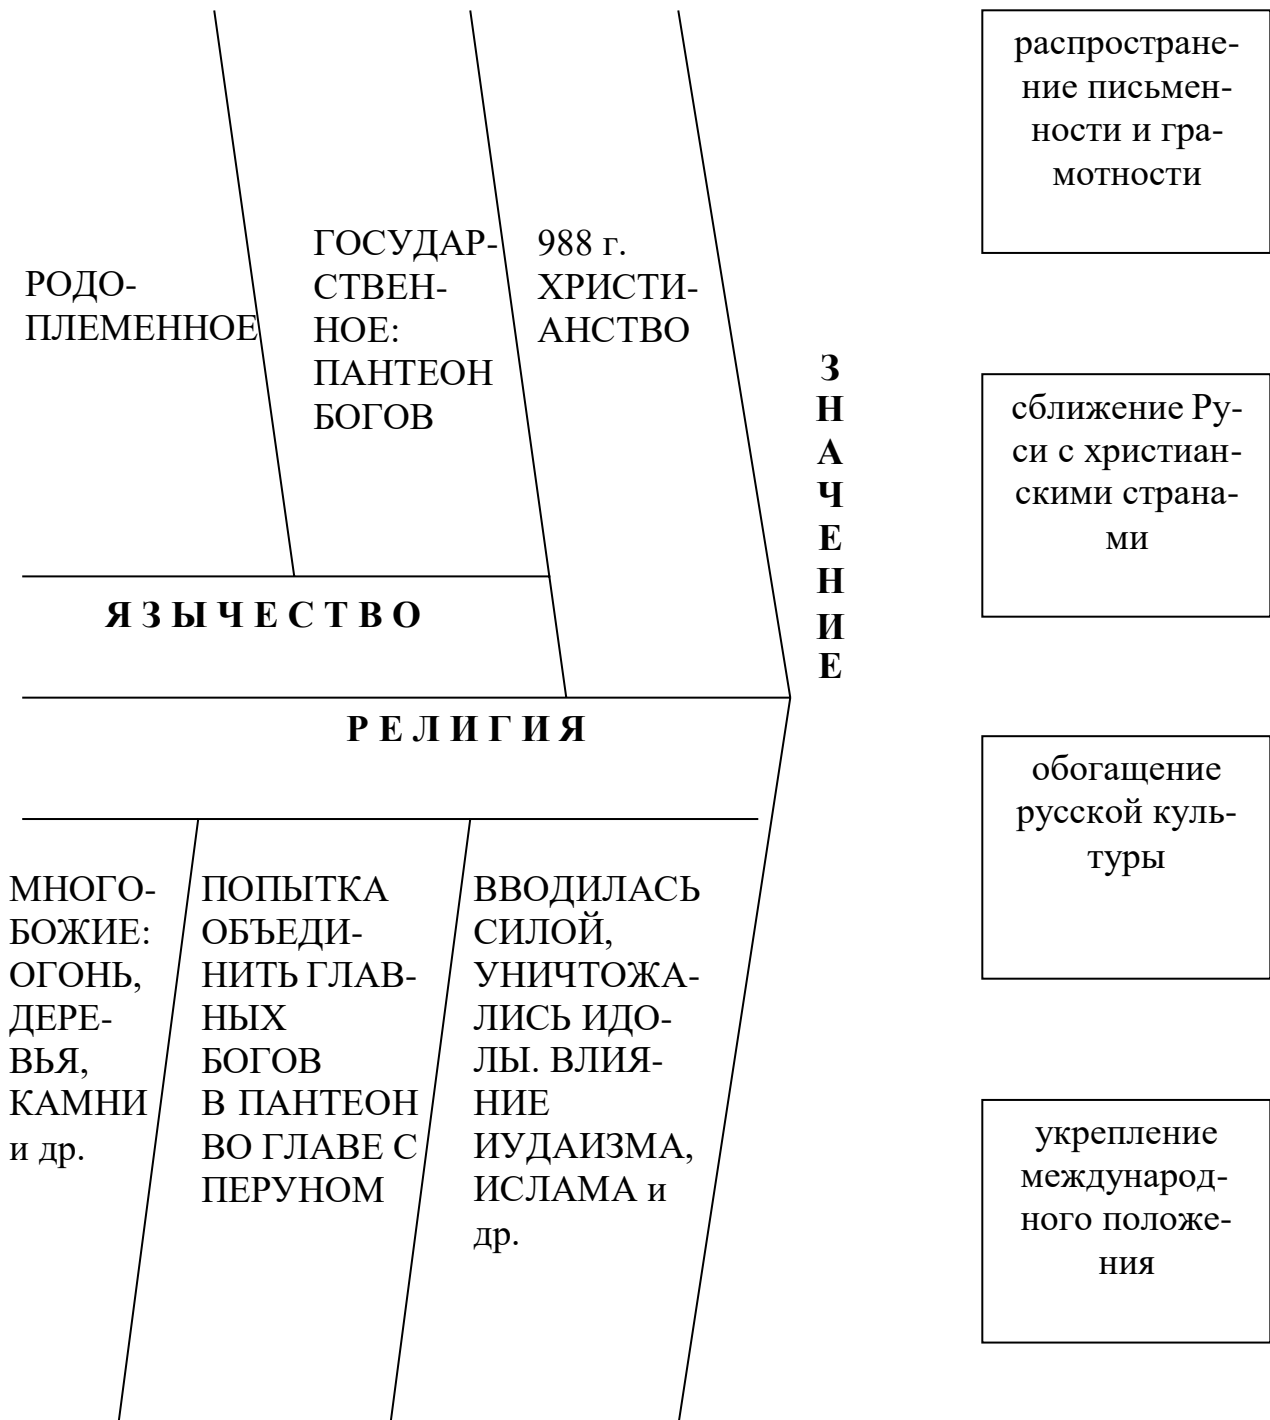 РОДО-
ПЛЕМЕННОЕ
ГОСУДАР-
СТВЕН-
НОЕ:
ПАНТЕОН
БОГОВ
988 г.
ХРИСТИ-
АНСТВО
Я З Ы Ч Е С Т В О
Р Е Л И Г И Я
МНОГО-
БОЖИЕ:
ОГОНЬ,
ДЕРЕ-
ВЬЯ,
КАМНИ
и др.
ПОПЫТКА
ОБЪЕДИ-
НИТЬ ГЛАВ-
НЫХ
БОГОВ
В ПАНТЕОН
ВО ГЛАВЕ С
ПЕРУНОМ
ВВОДИЛАСЬ
СИЛОЙ,
УНИЧТОЖА-
ЛИСЬ ИДО-
ЛЫ. ВЛИЯ-
НИЕ
ИУДАИЗМА,
ИСЛАМА и
др.
З
Н
А
Ч
Е
Н
И
Е
распростране-
ние письмен-
ности и гра-
мотности
сближение Ру-
си с христиан-
скими страна-
ми
обогащение
русской куль-
туры
укрепление
международ-
ного положе-
ния